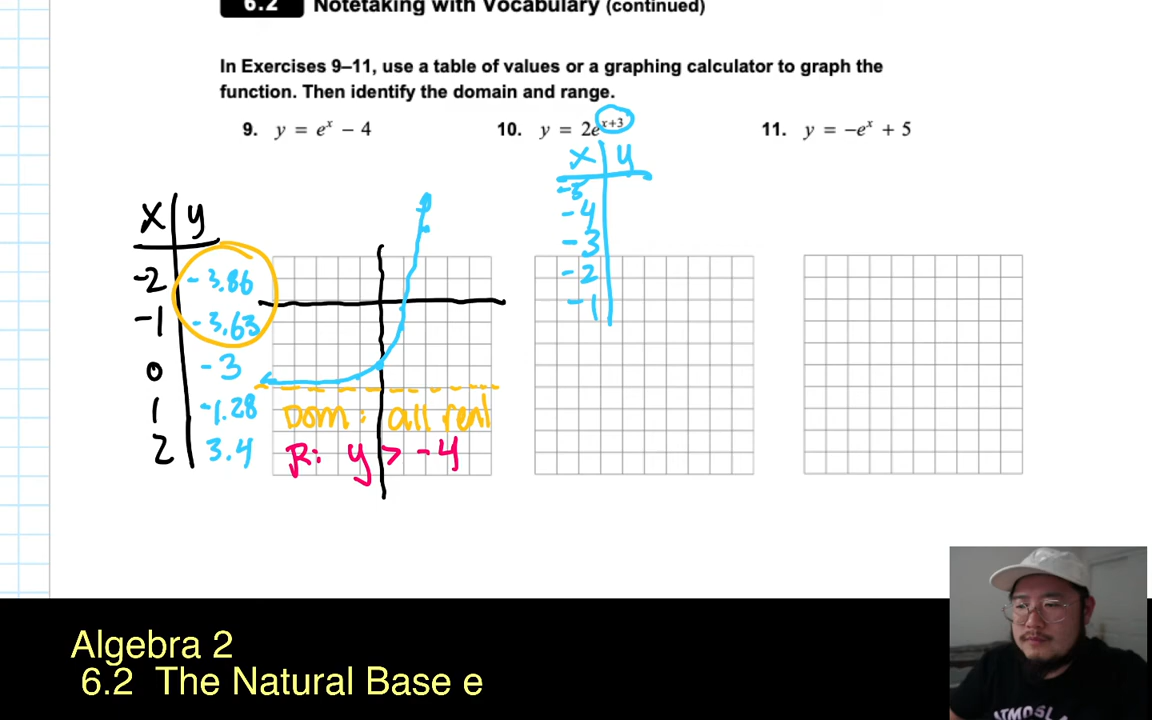 6.2 Notetaking with Vocabulary (continued)
In Exercises 9–11, use a table of values or a graphing calculator to graph the
function. Then identify the domain and range.
9. y = eˣ − 4
10. y = 2eˣ⁺³
11. y = −eˣ + 5
x y
-5
-4
-3
-2
-1
x y
-2 -3.86
-1 -3.63
0 -3
1 -1.28
2 3.4
Dom: all real
R: y > -4
Algebra 2
6.2 The Natural Base e